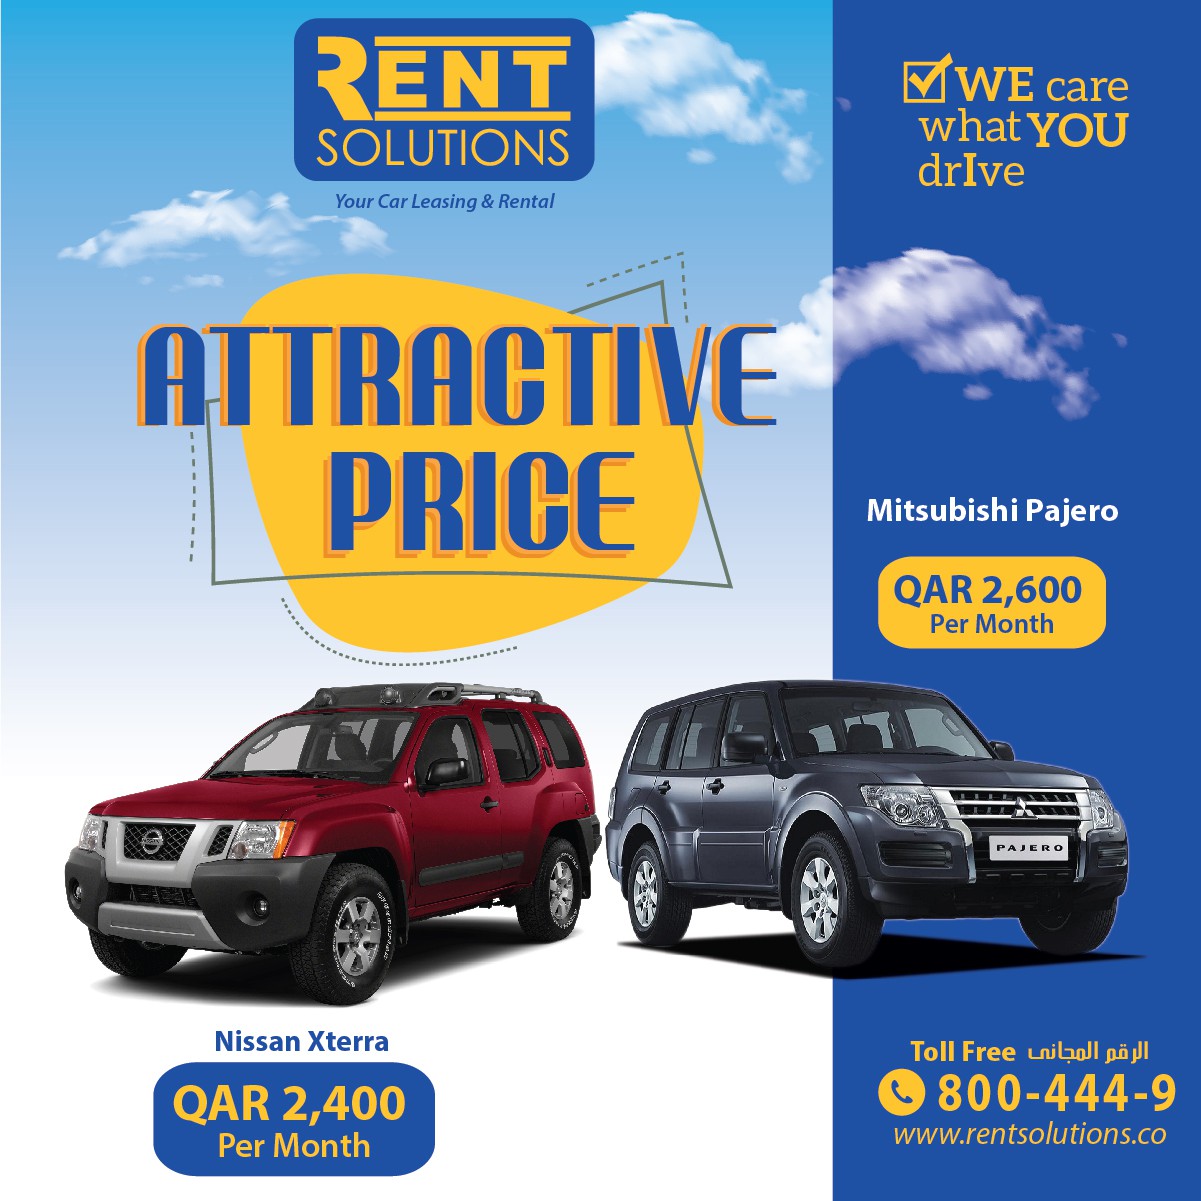 RENT
SOLUTIONS
Your Car Leasing & Rental
WE care
what YOU
drIve
ATTRACTIVE
PRICE
Mitsubishi Pajero
QAR 2,600
Per Month
PAJERO
Nissan Xterra
QAR 2,400
Per Month
Toll Free الرقم المجانى
800-444-9
www.rentsolutions.co